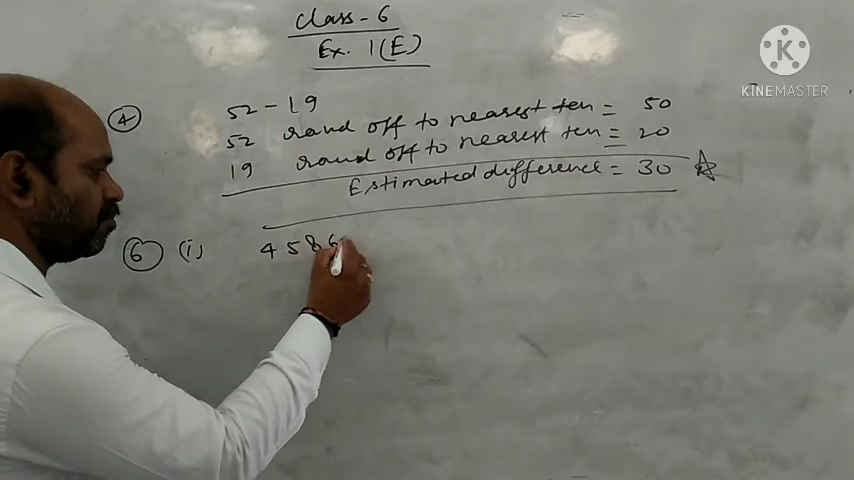 Class-6
Ex. 1(E)
K
KINEMASTER
④ 52-19
52 round off to nearest ten = 50
19 round off to nearest ten = 20
Estimated difference = 30
⑥ (i) 4586